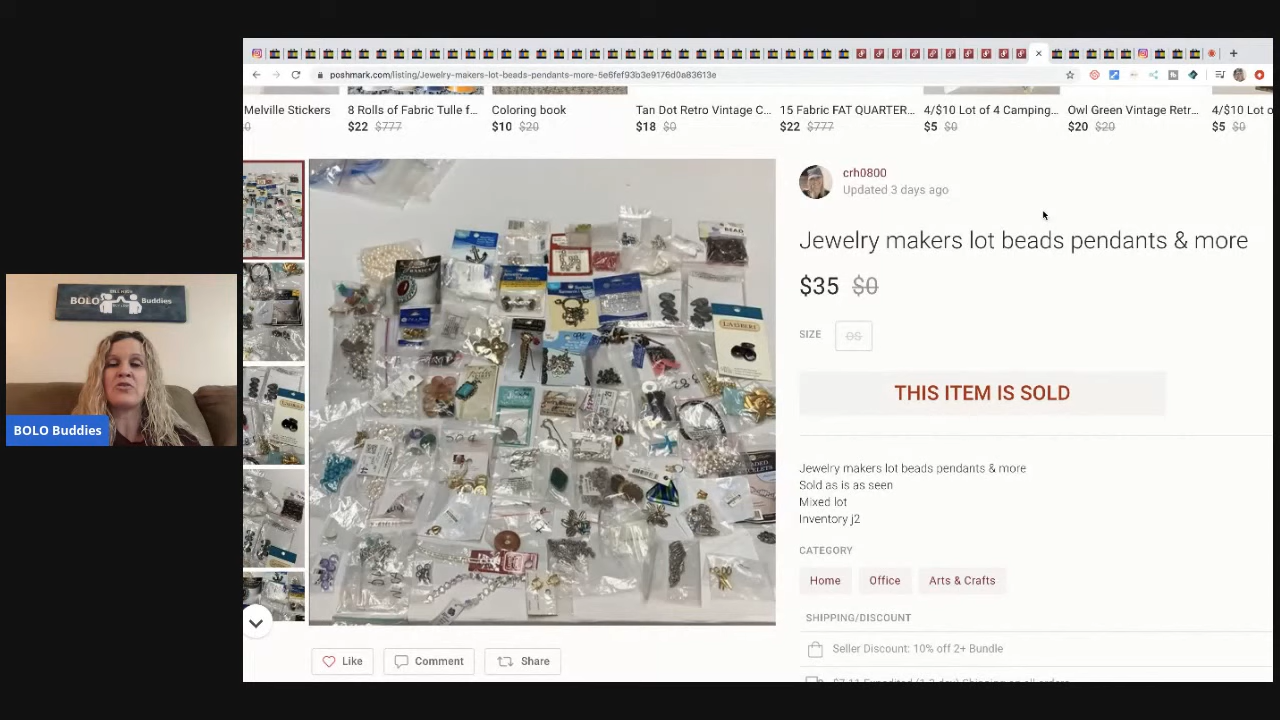 poshmark.com/listing/Jewelry-makers-lot-beads-pendants-more-5e6fef93b3e9176d0a83613e
Melville Stickers
8 Rolls of Fabric Tulle f...
$22 $777
Coloring book
$10 $20
Tan Dot Retro Vintage C...
$18 $0
15 Fabric FAT QUARTER...
$22 $777
4/$10 Lot of 4 Camping...
$5 $0
Owl Green Vintage Retr...
$20 $20
4/$10 Lot o
$5 $0
crh0800
Updated 3 days ago
Jewelry makers lot beads pendants & more
$35 $0
SIZE
OS
THIS ITEM IS SOLD
Jewelry makers lot beads pendants & more
Sold as is as seen
Mixed lot
Inventory j2
CATEGORY
Home
Office
Arts & Crafts
SHIPPING/DISCOUNT
Seller Discount: 10% off 2+ Bundle
Like
Comment
Share
BOLO Buddies
BOLO Buddies